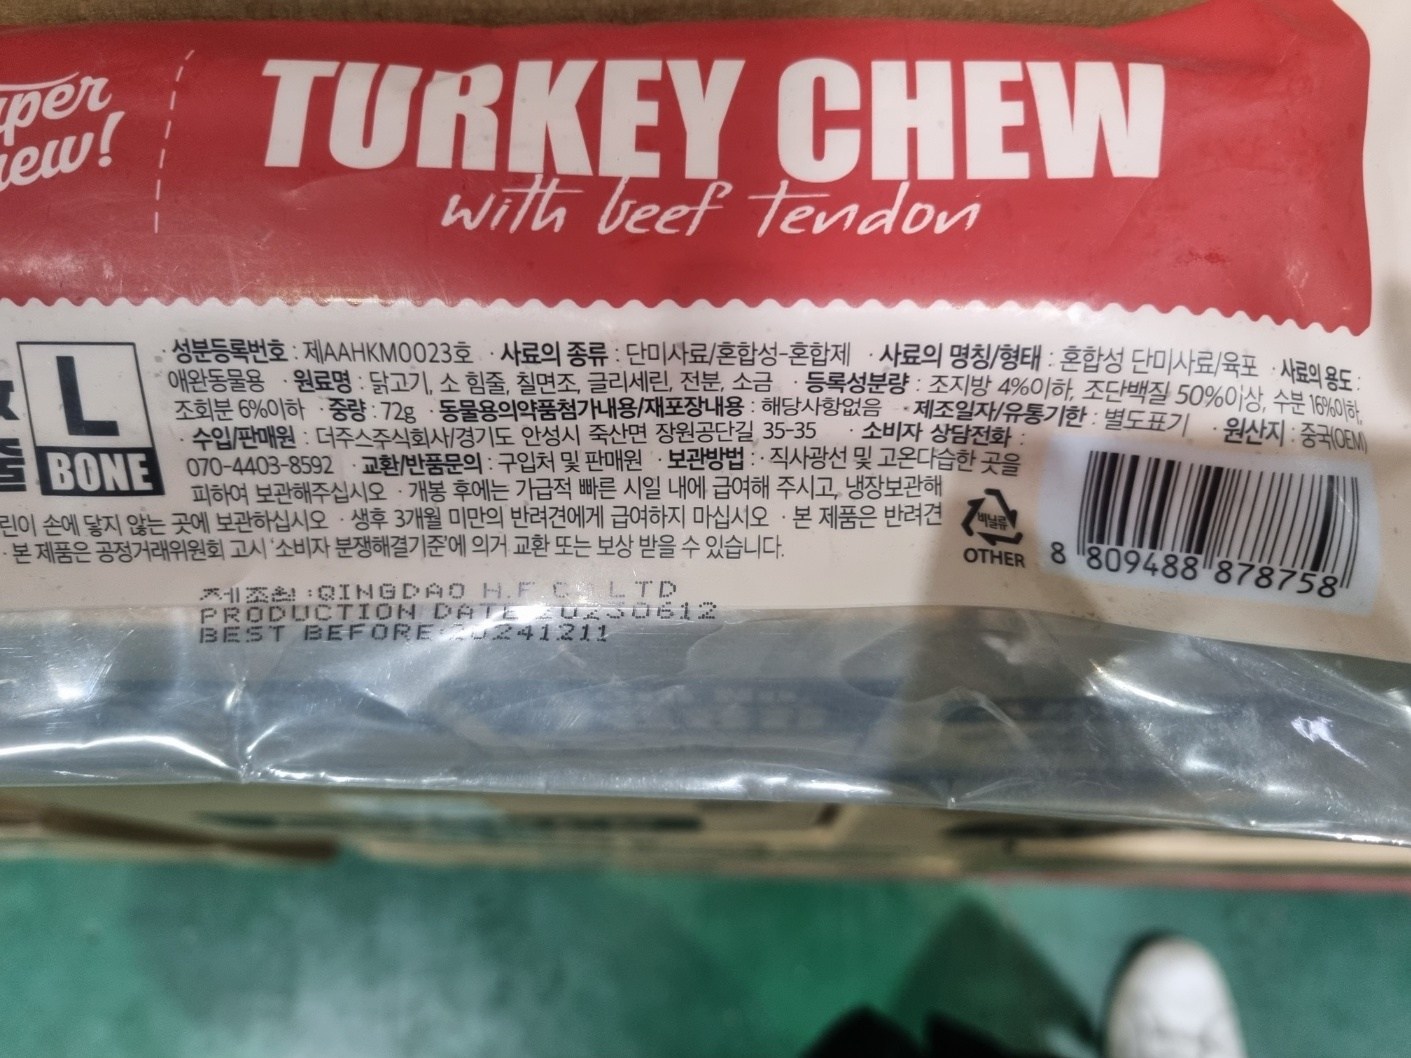 TURKEY CHEW
with beef tendon
L
BONE
· 성분등록번호 : 제AAHKM0023호 · 사료의 종류 : 단미사료/혼합성-혼합제 · 사료의 명칭/형태 : 혼합성 단미사료/육포 · 사료의 용도 :
애완동물용 · 원료명 : 닭고기, 소 힘줄, 칠면조, 글리세린, 전분, 소금 · 등록성분량 : 조지방 4%이하, 조단백질 50%이상, 수분 16%이하,
조회분 6%이하 · 중량 : 72g · 동물용의약품첨가내용/재포장내용 : 해당사항없음 · 제조일자/유통기한 : 별도표기 · 원산지 : 중국(OEM)
· 수입/판매원 : 더주스주식회사/경기도 안성시 죽산면 장원공단길 35-35 · 소비자 상담전화 :
070-4403-8592 · 교환/반품문의 : 구입처 및 판매원 · 보관방법 : · 직사광선 및 고온다습한 곳을
피하여 보관해주십시오 · 개봉 후에는 가급적 빠른 시일 내에 급여해 주시고, 냉장보관해
손에 닿지 않는 곳에 보관하십시오 · 생후 3개월 미만의 반려견에게 급여하지 마십시오 · 본 제품은 반려견
· 본 제품은 공정거래위원회 고시 '소비자 분쟁해결기준'에 의거 교환 또는 보상 받을 수 있습니다.
비닐류
OTHER
8 809488 878758
제조원 :QINGDAO H.F CO LTD
PRODUCTION DATE 20230612
BEST BEFORE:20241211